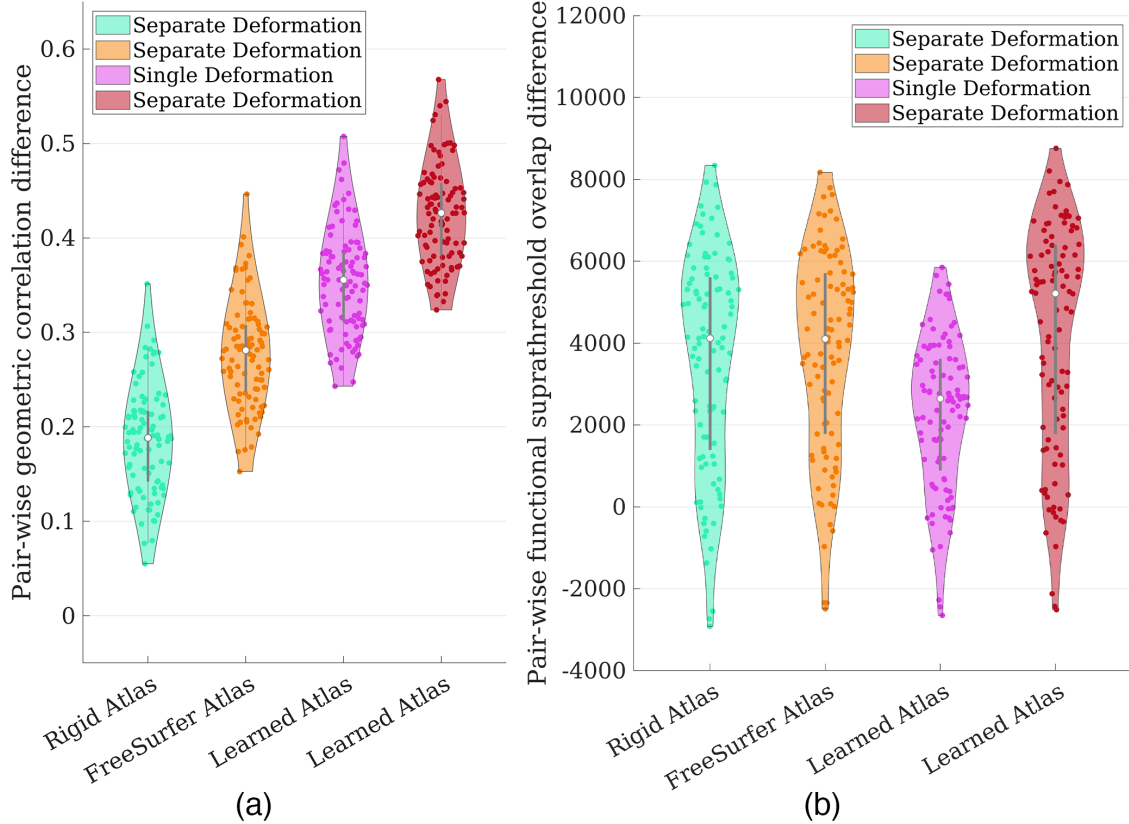 Pair-wise geometric correlation difference
0.6
0.5
0.4
0.3
0.2
0.1
0
Separate Deformation
Separate Deformation
Single Deformation
Separate Deformation
Rigid Atlas
FreeSurfer Atlas
Learned Atlas
Learned Atlas
(a)
Pair-wise functional suprathreshold overlap difference
12000
10000
8000
6000
4000
2000
0
-2000
-4000
Separate Deformation
Separate Deformation
Single Deformation
Separate Deformation
Rigid Atlas
FreeSurfer Atlas
Learned Atlas
Learned Atlas
(b)